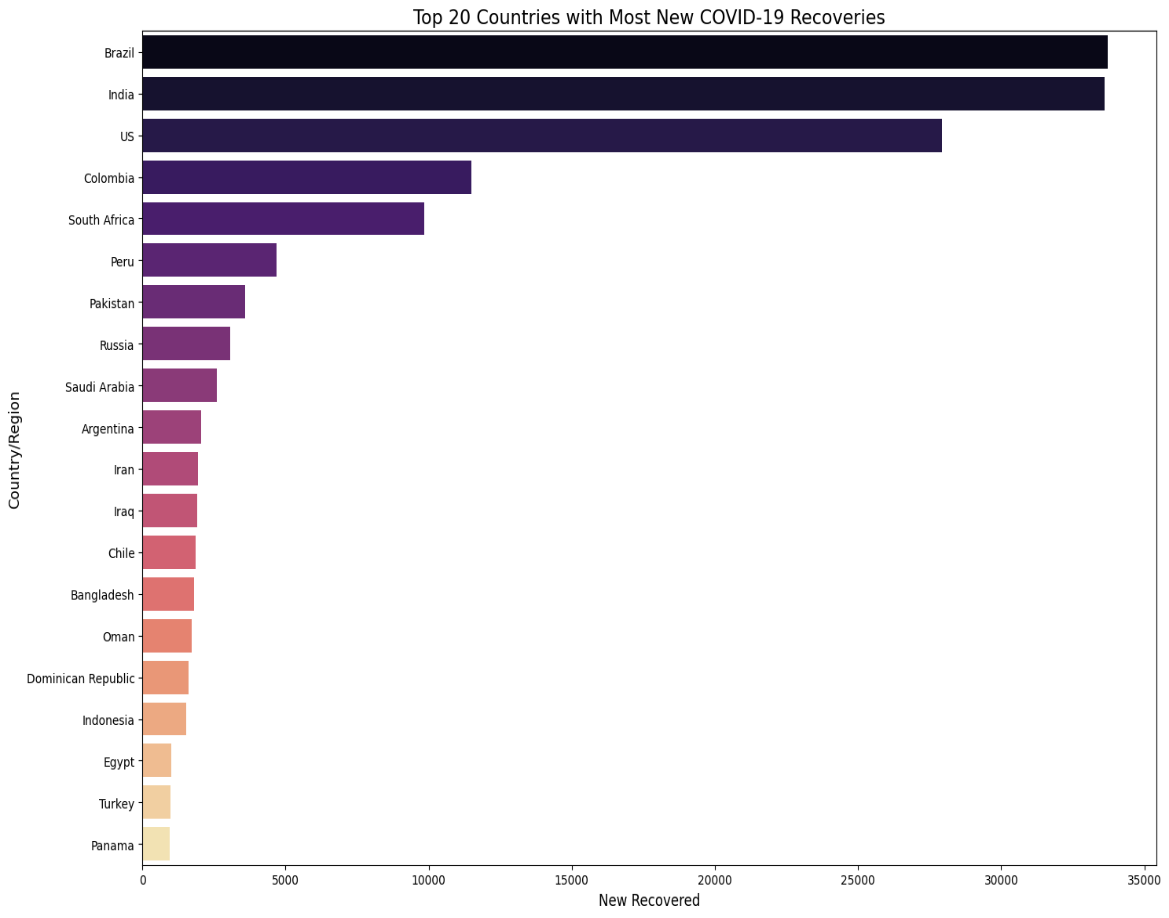 Top 20 Countries with Most New COVID-19 Recoveries
Country/Region
Brazil
India
US
Colombia
South Africa
Peru
Pakistan
Russia
Saudi Arabia
Argentina
Iran
Iraq
Chile
Bangladesh
Oman
Dominican Republic
Indonesia
Egypt
Turkey
Panama
0 5000 10000 15000 20000 25000 30000 35000
New Recovered